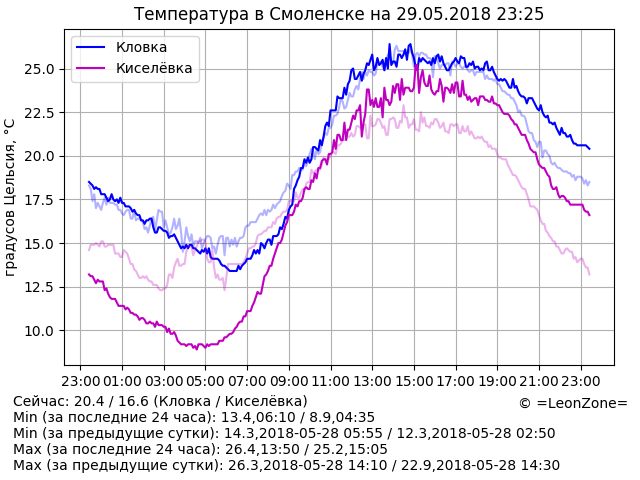 Температура в Смоленске на 29.05.2018 23:25
Кловка
Киселёвка
градусов Цельсия, °C
25.0
22.5
20.0
17.5
15.0
12.5
10.0
23:00 01:00 03:00 05:00 07:00 09:00 11:00 13:00 15:00 17:00 19:00 21:00 23:00
Сейчас: 20.4 / 16.6 (Кловка / Киселёвка)
© =LeonZone=
Min (за последние 24 часа): 13.4,06:10 / 8.9,04:35
Min (за предыдущие сутки): 14.3,2018-05-28 05:55 / 12.3,2018-05-28 02:50
Max (за последние 24 часа): 26.4,13:50 / 25.2,15:05
Max (за предыдущие сутки): 26.3,2018-05-28 14:10 / 22.9,2018-05-28 14:30